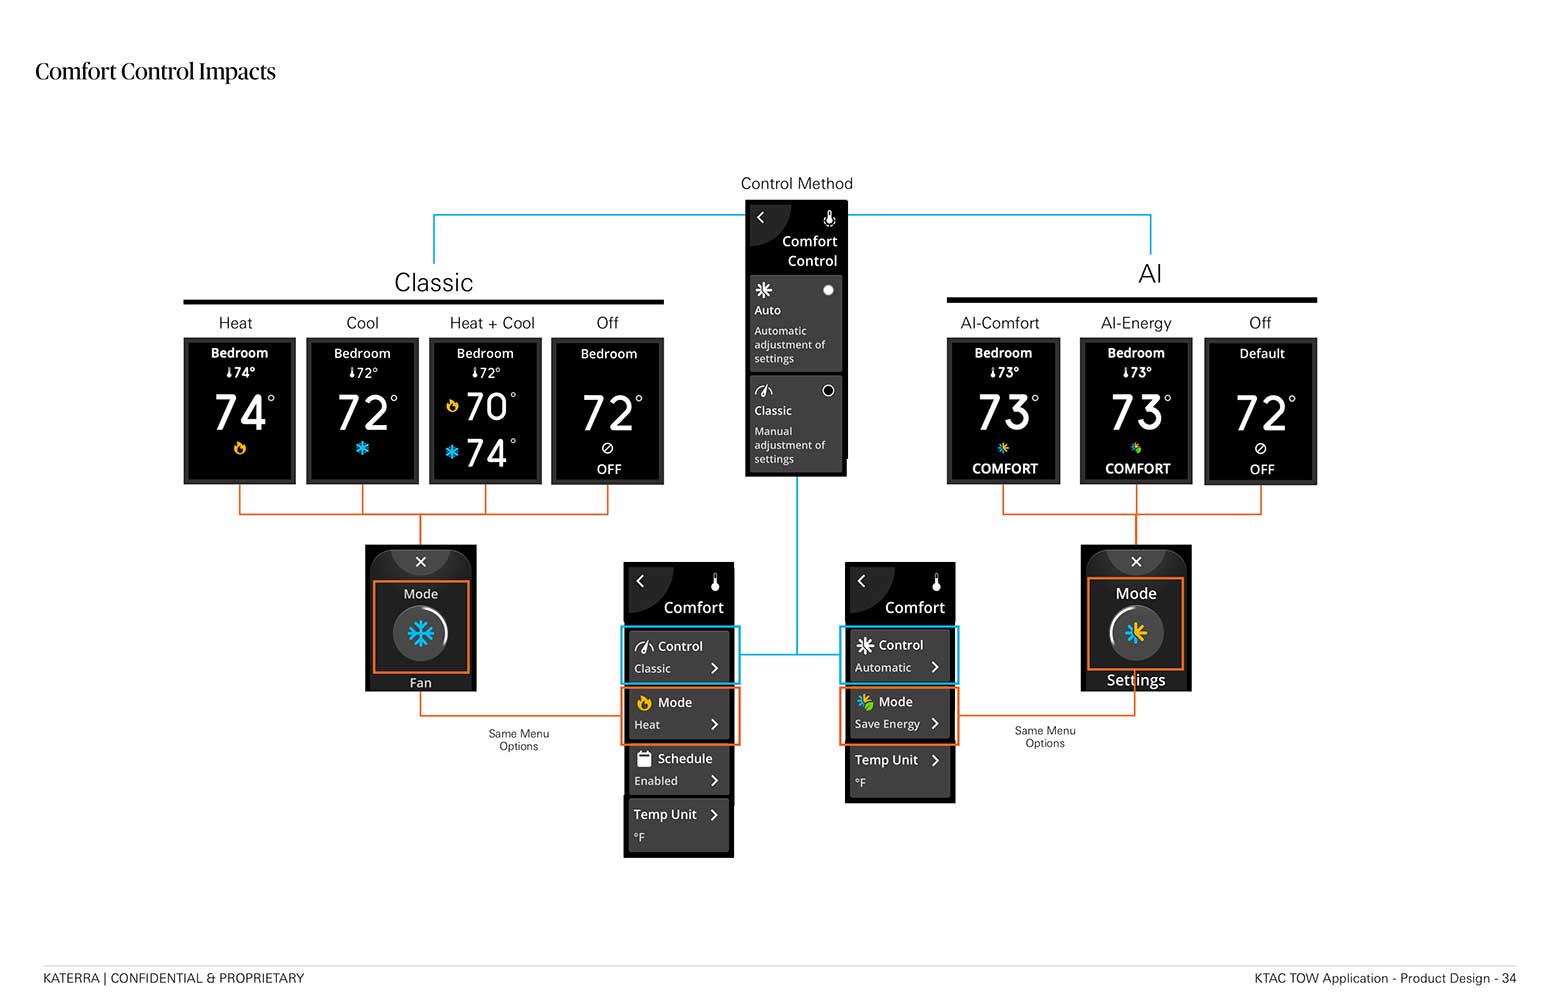 Comfort Control Impacts
Control Method
Comfort
Control
Auto
Automatic
adjustment of
settings
Classic
Manual
adjustment of
settings
Classic
Heat
Cool
Heat + Cool
Off
Bedroom
74°
74°
Bedroom
72°
72°
Bedroom
72°
70°
74°
Bedroom
72°
OFF
AI
AI-Comfort
AI-Energy
Off
Bedroom
73°
73°
COMFORT
Bedroom
73°
73°
COMFORT
Default
72°
OFF
Mode
Fan
Same Menu
Options
Comfort
Control
Classic
Mode
Heat
Schedule
Enabled
Temp Unit
°F
Comfort
Control
Automatic
Mode
Save Energy
Temp Unit
°F
Mode
Settings
Same Menu
Options
KATERRA | CONFIDENTIAL & PROPRIETARY
KTAC TOW Application - Product Design - 34